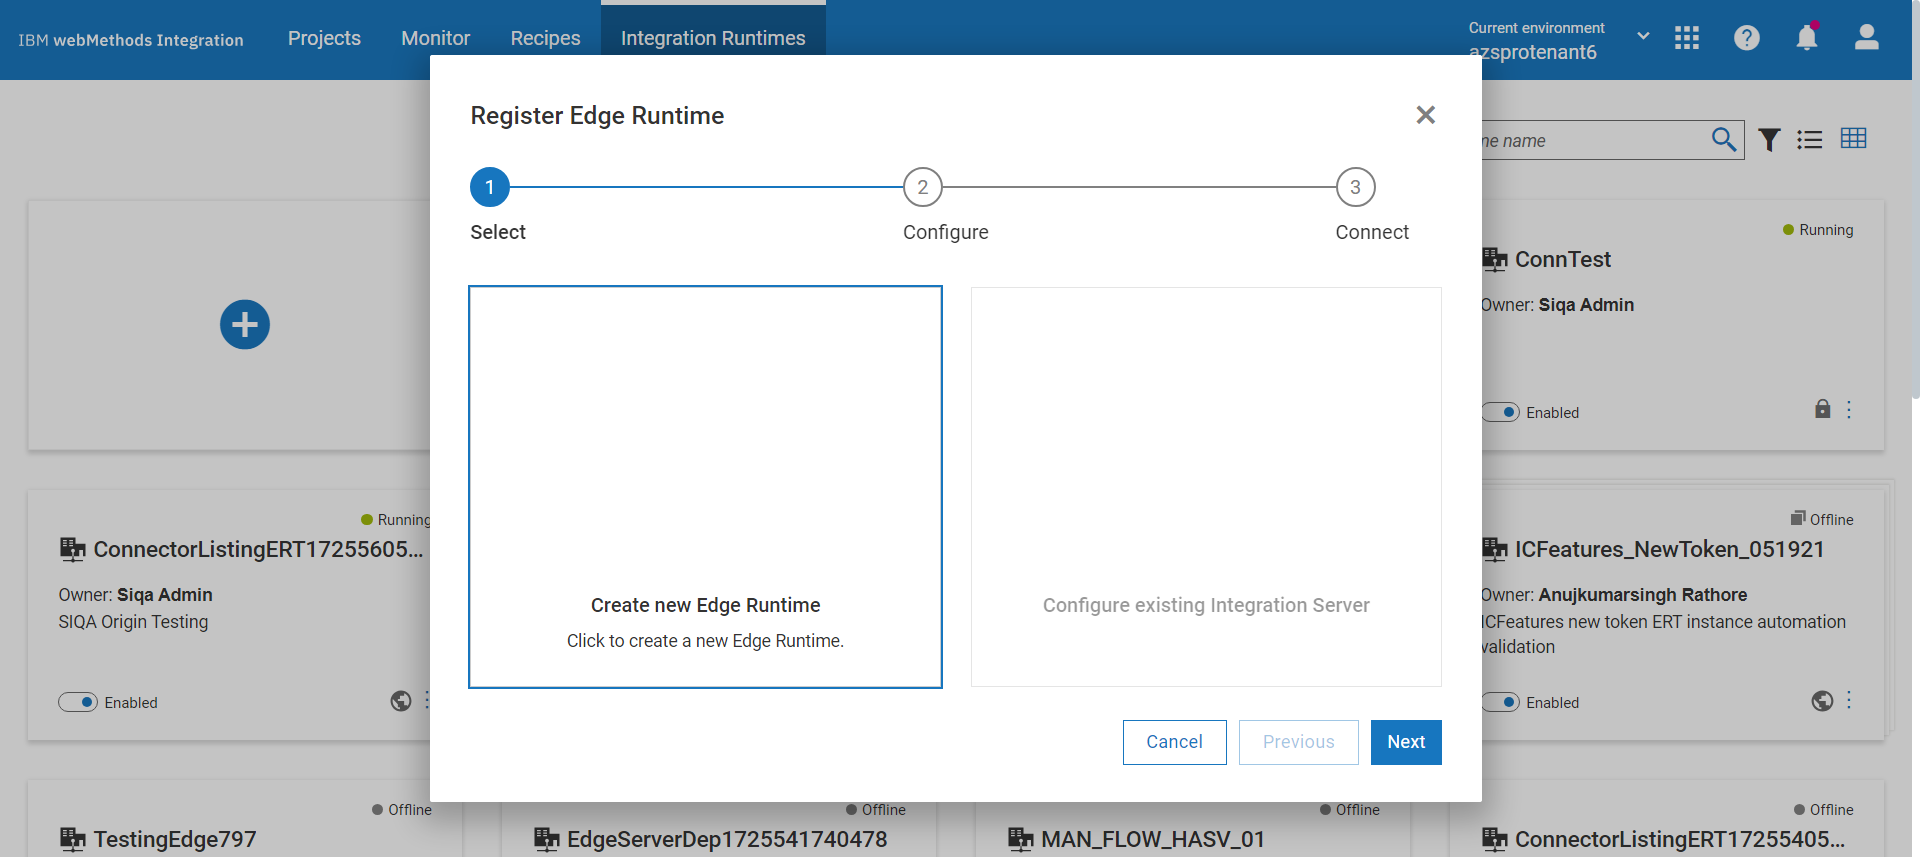 IBM webMethods Integration
Projects
Monitor
Recipes
Integration Runtimes
Current environment
azsprotenant6
Register Edge Runtime
1
2
3
Select
Configure
Connect
Create new Edge Runtime
Click to create a new Edge Runtime.
Configure existing Integration Server
Cancel
Previous
Next
name
Running
ConnTest
Owner: Siqa Admin
Enabled
Running
ConnectorListingERT17255605...
Owner: Siqa Admin
SIQA Origin Testing
Enabled
Offline
ICFeatures_NewToken_051921
Owner: Anujkumarsingh Rathore
ICFeatures new token ERT instance automation
validation
Enabled
Offline
TestingEdge797
Offline
EdgeServerDep1725541740478
Offline
MAN_FLOW_HASV_01
Offline
ConnectorListingERT17255405...